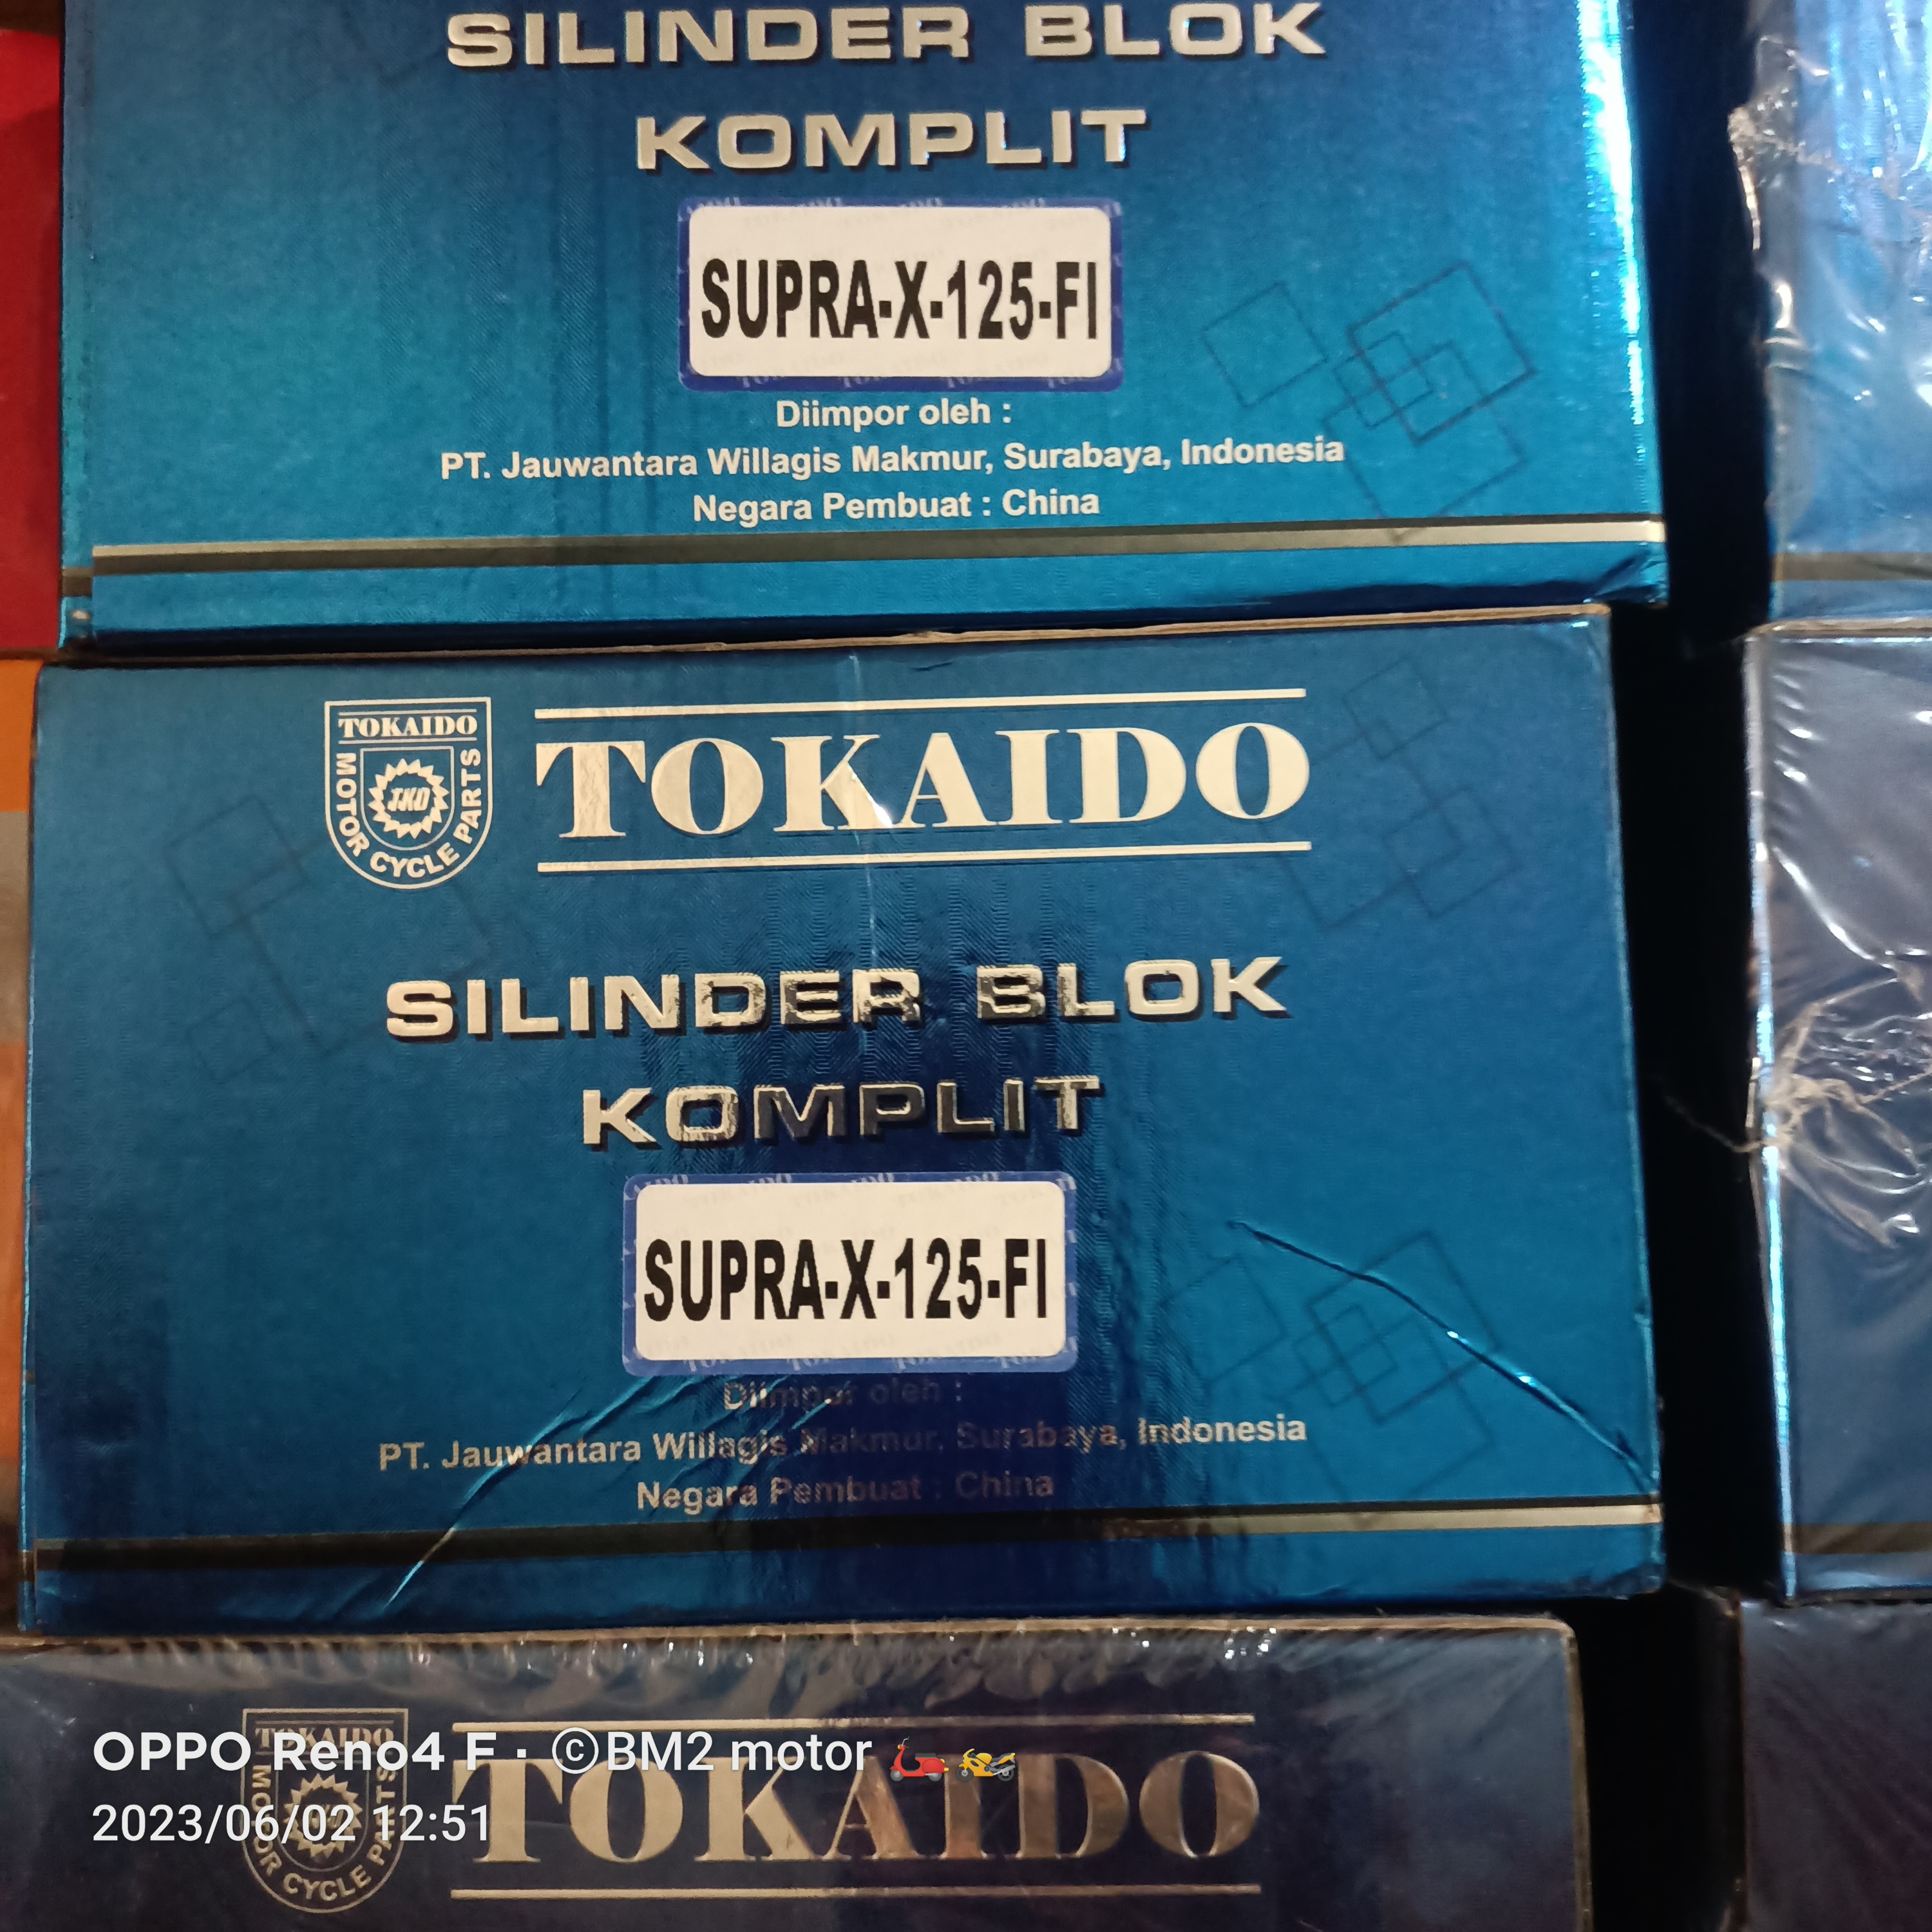 SILINDER BLOK
KOMPLIT
SUPRA-X-125-FI
Diimpor oleh :
PT. Jauwantara Willagis Makmur, Surabaya, Indonesia
Negara Pembuat : China
TOKAIDO
MOTOR CYCLE PARTS
TKD
TOKAIDO
SILINDER BLOK
KOMPLIT
SUPRA-X-125-FI
Diimpor oleh :
PT. Jauwantara Willagis Makmur, Surabaya, Indonesia
Negara Pembuat : China
TOKAIDO
MOTOR CYCLE PARTS
TOKAIDO
OPPO Reno4 F · ©BM2 motor 🛵🏍️
2023/06/02 12:51